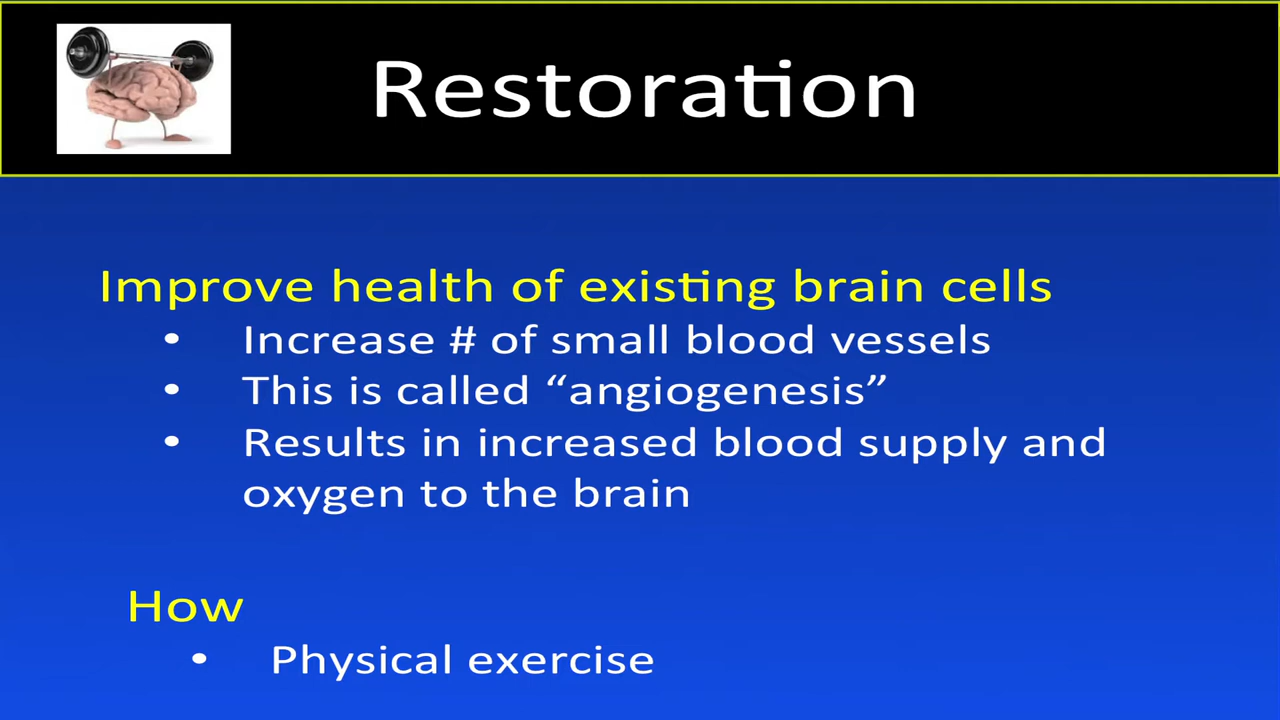 Restoration
Improve health of existing brain cells
• Increase # of small blood vessels
• This is called “angiogenesis”
• Results in increased blood supply and
oxygen to the brain
How
• Physical exercise